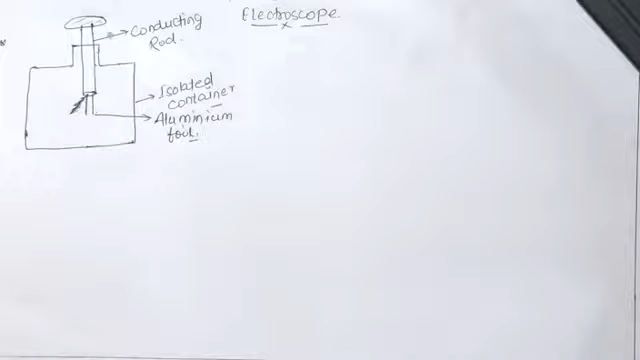 Electroscope
Conducting
Rod.
Isolated
container
Aluminium
foil.